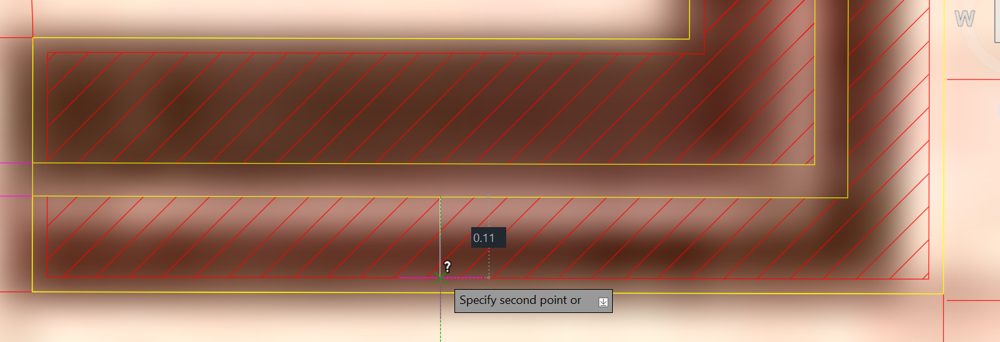 W
0.11
?
Specify second point or